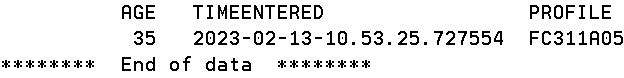 AGE TIMEENTERED PROFILE
35 2023-02-13-10.53.25.727554 FC311A05
******** End of data ********